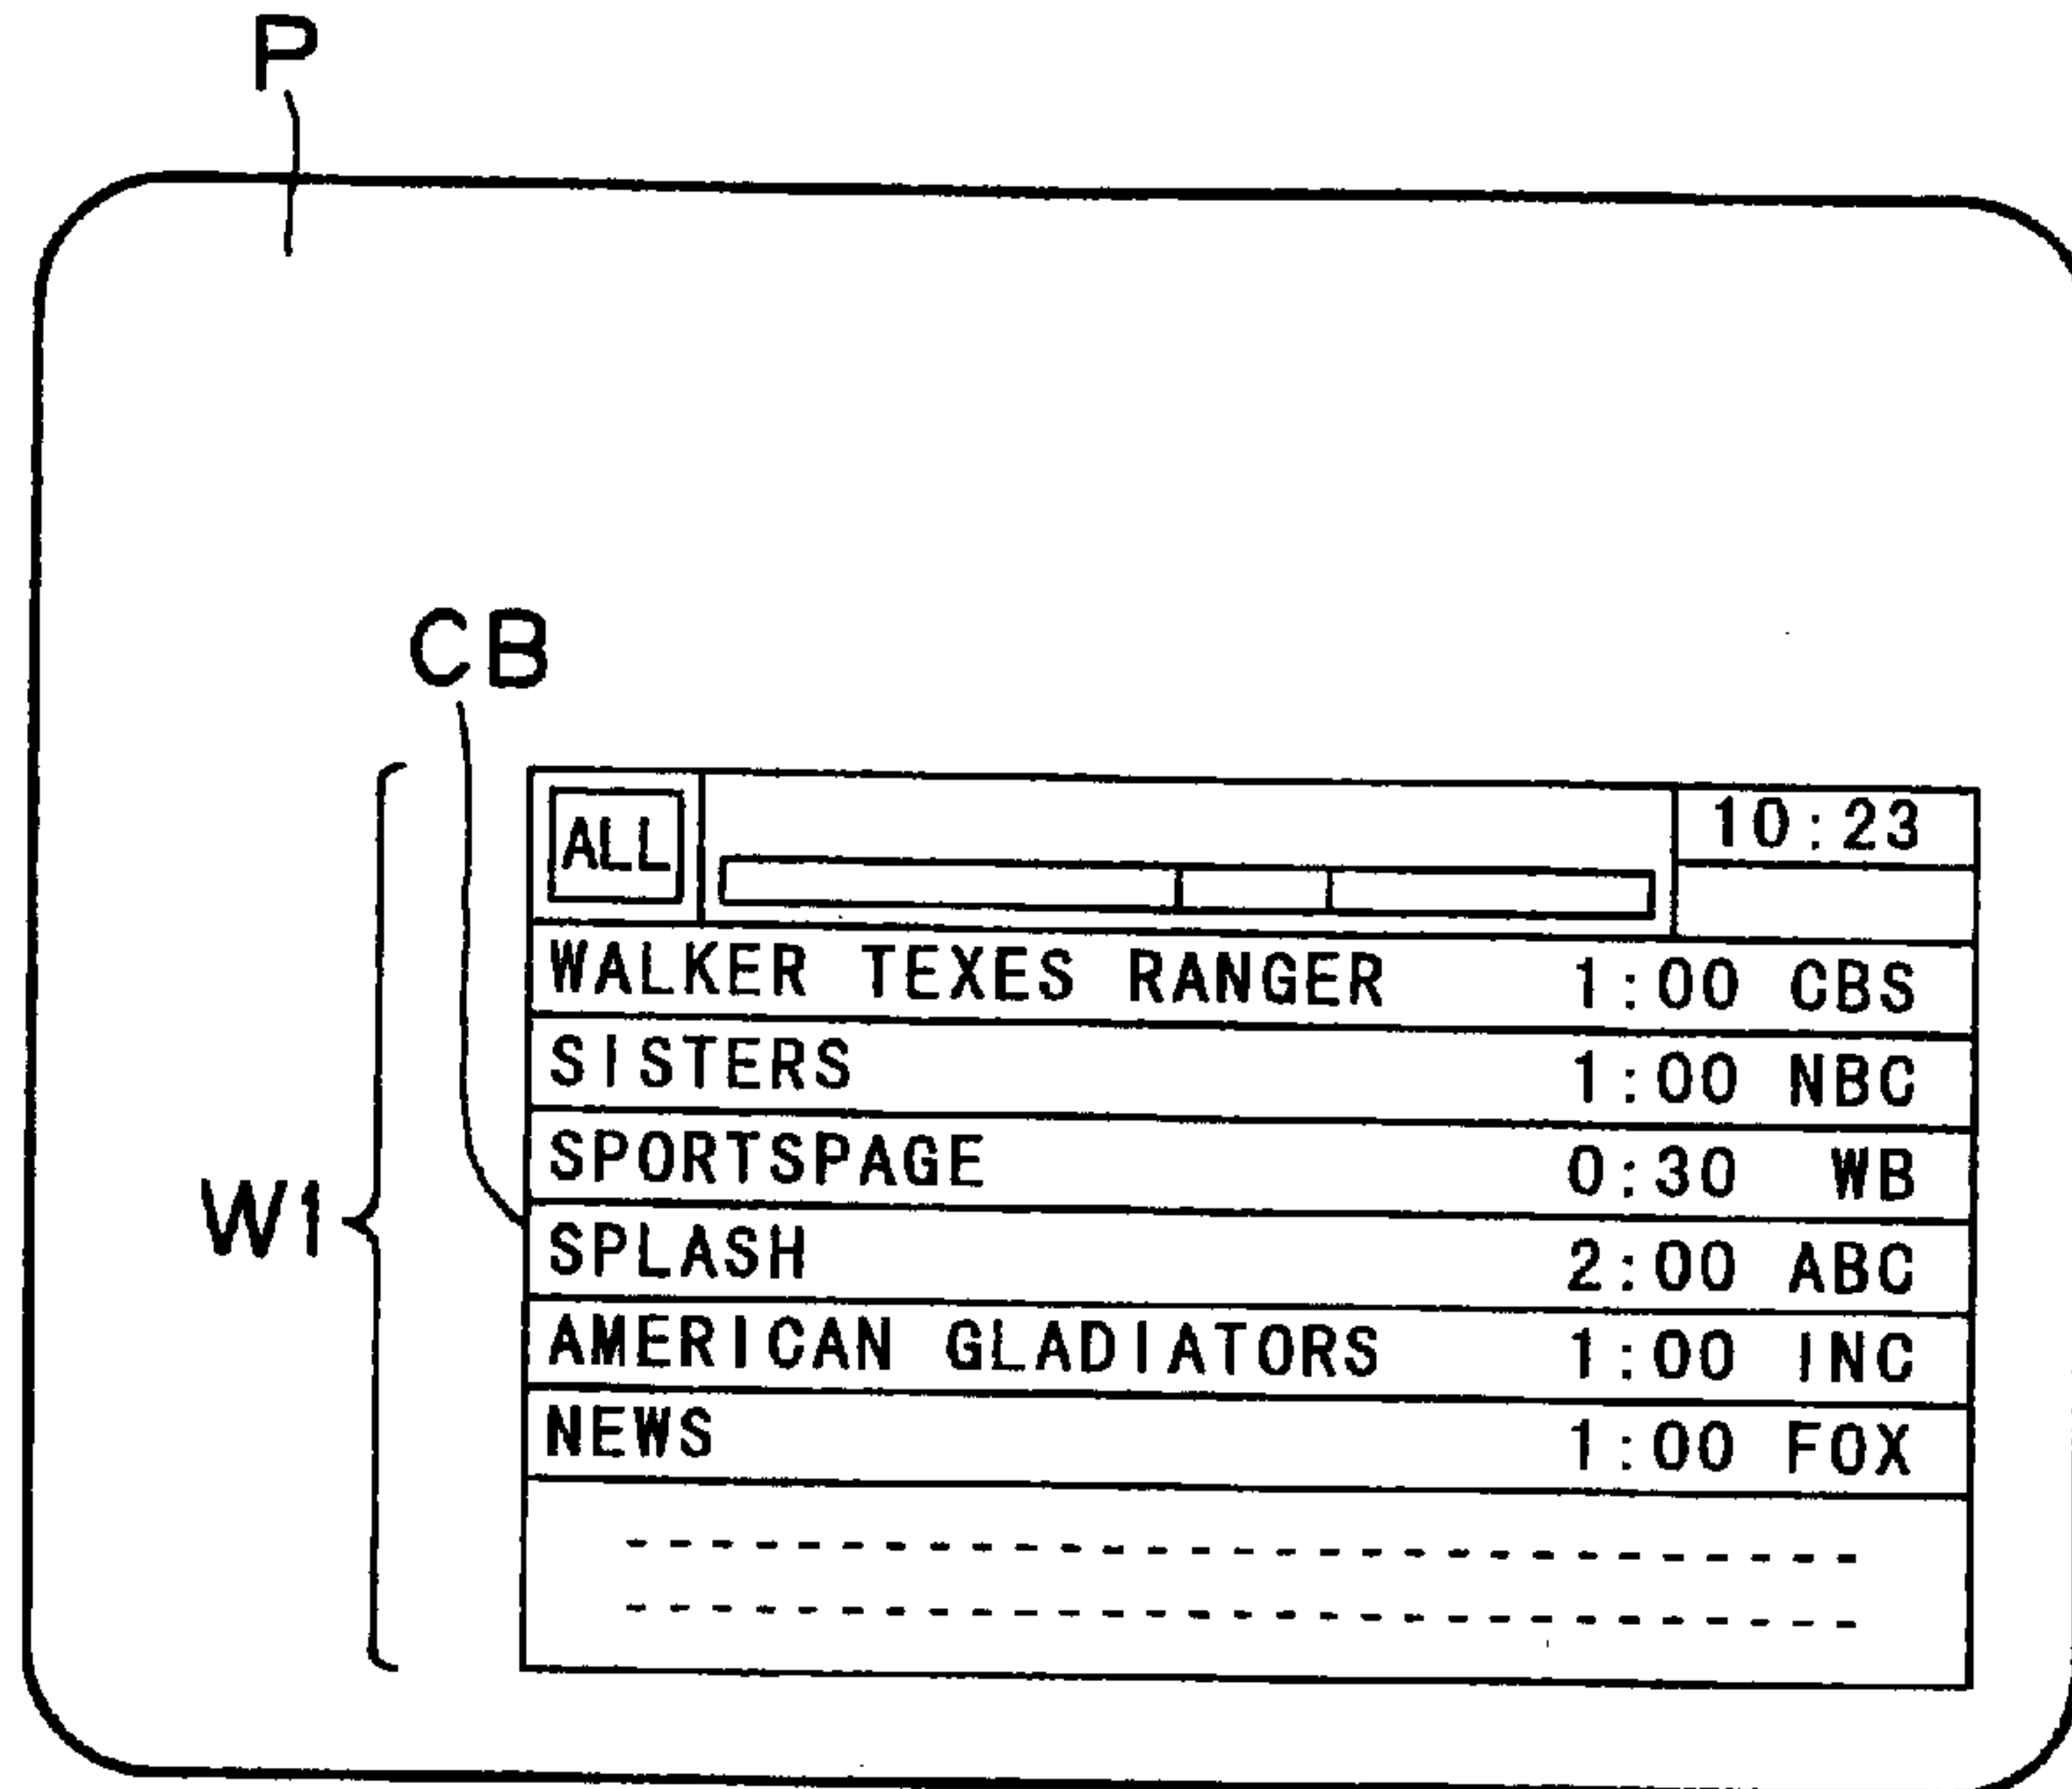 P
CB
W1
ALL
10:23
WALKER TEXES RANGER 1:00 CBS
SISTERS 1:00 NBC
SPORTSPAGE 0:30 WB
SPLASH 2:00 ABC
AMERICAN GLADIATORS 1:00 INC
NEWS 1:00 FOX